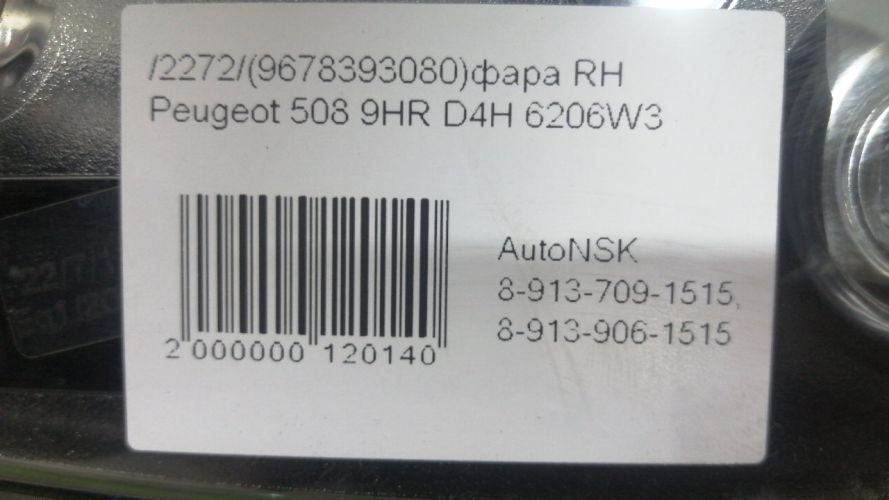 /2272/(9678393080)фара RH
Peugeot 508 9HR D4H 6206W3
AutoNSK
8-913-709-1515,
8-913-906-1515
2 000000 120140